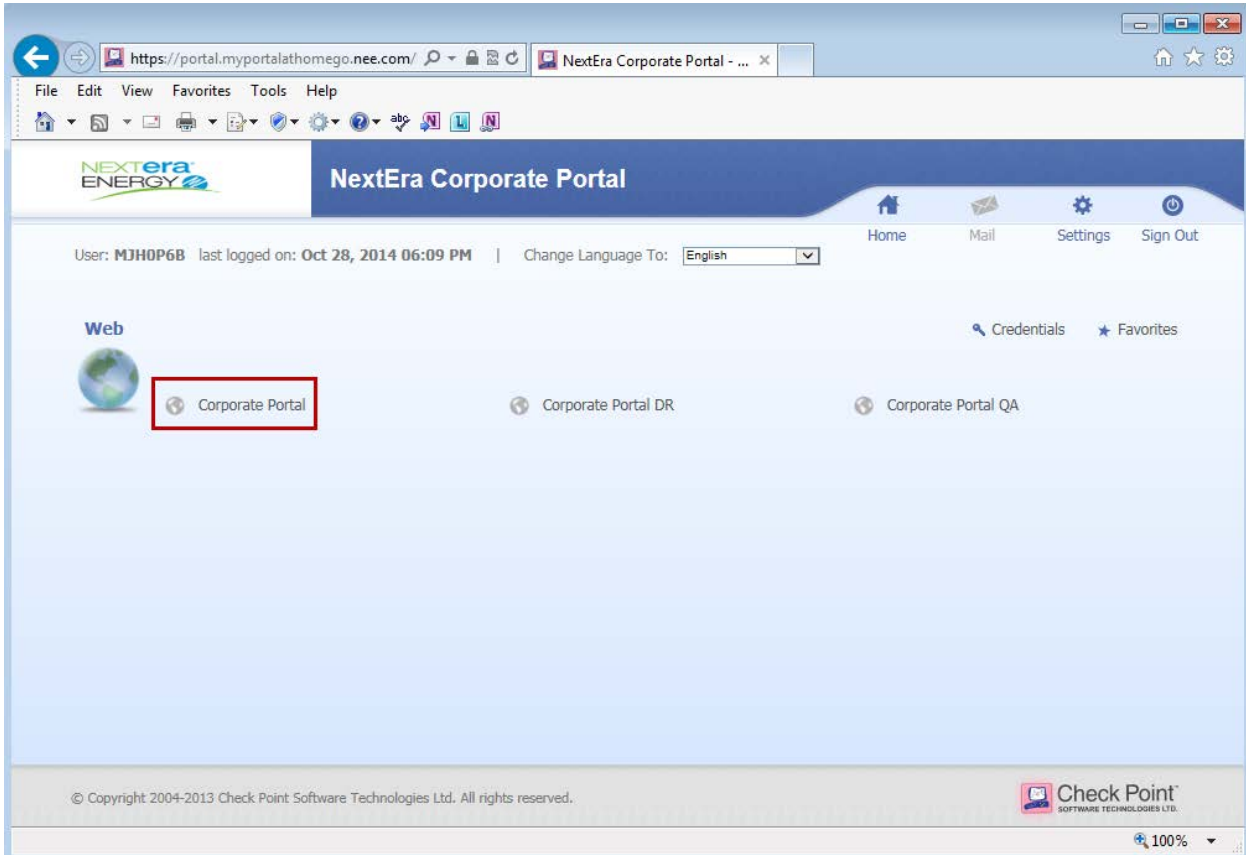 https://portal.myportalathomego.nee.com/
NextEra Corporate Portal - ...
File Edit View Favorites Tools Help
abc
NEXTera
ENERGY
NextEra Corporate Portal
Home Mail Settings Sign Out
User: MJH0P6B last logged on: Oct 28, 2014 06:09 PM | Change Language To: English
Web
Credentials Favorites
Corporate Portal Corporate Portal DR Corporate Portal QA
© Copyright 2004-2013 Check Point Software Technologies Ltd. All rights reserved.
Check Point
SOFTWARE TECHNOLOGIES LTD.
100%